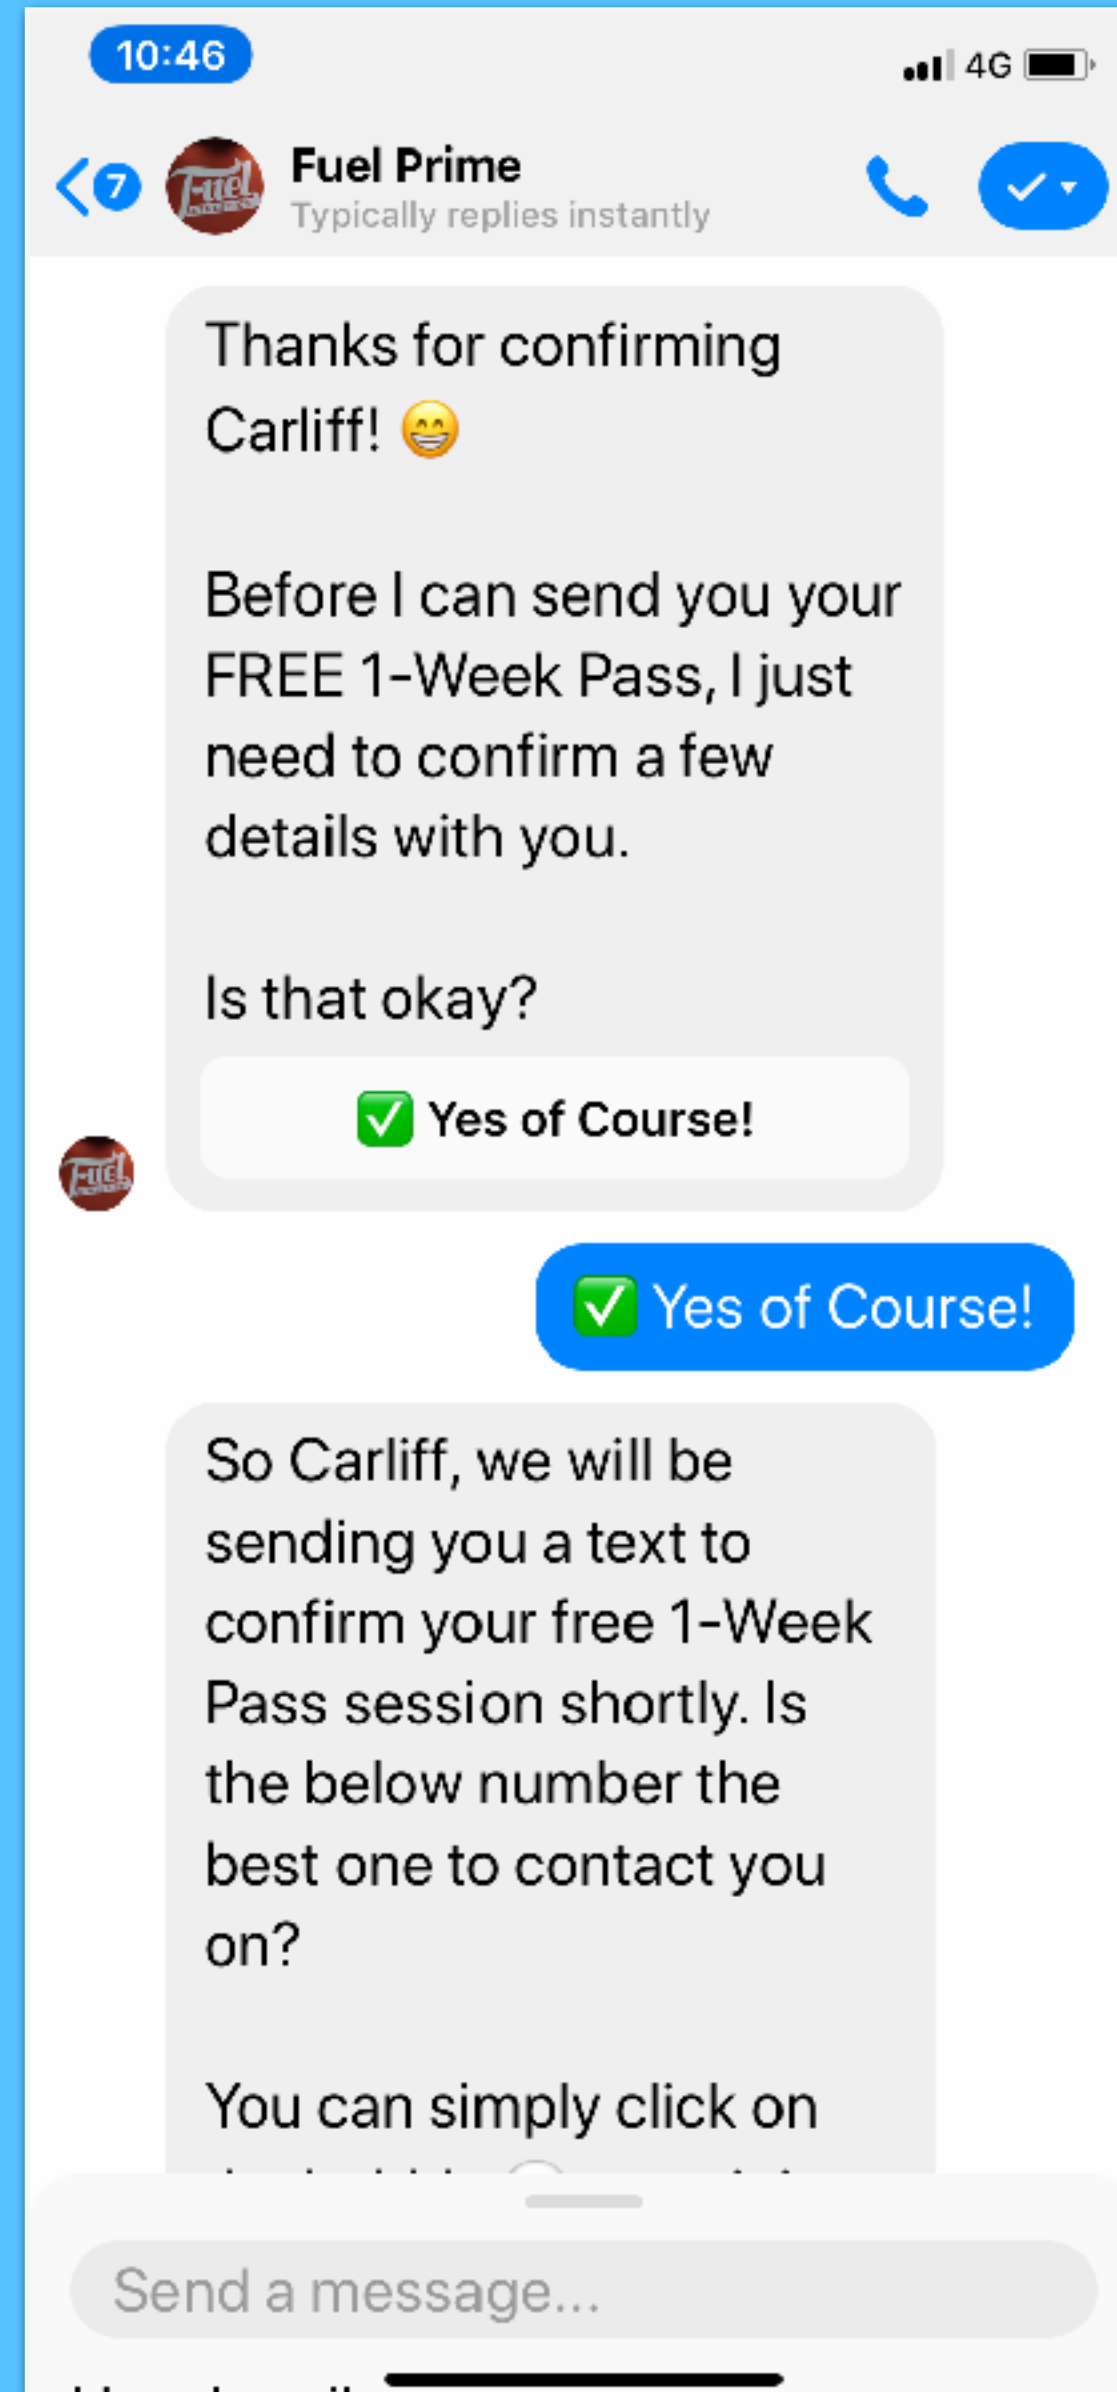 10:46
4G
7
Fuel Prime
Typically replies instantly
Fuel
Thanks for confirming
Carliff! 😁
Before I can send you your
FREE 1-Week Pass, I just
need to confirm a few
details with you.
Is that okay?
✅ Yes of Course!
Fuel
✅ Yes of Course!
So Carliff, we will be
sending you a text to
confirm your free 1-Week
Pass session shortly. Is
the below number the
best one to contact you
on?
You can simply click on
Send a message...